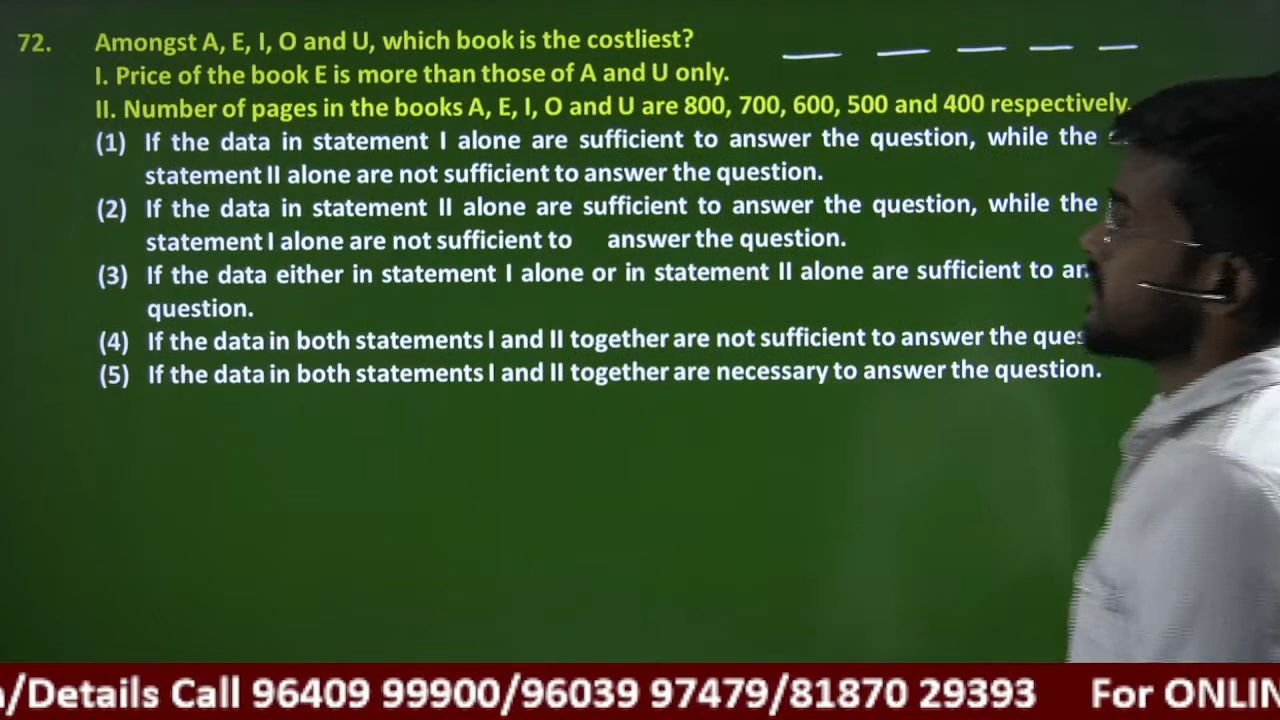 72. Amongst A, E, I, O and U, which book is the costliest?
I. Price of the book E is more than those of A and U only.
II. Number of pages in the books A, E, I, O and U are 800, 700, 600, 500 and 400 respectively.
(1) If the data in statement I alone are sufficient to answer the question, while the
statement II alone are not sufficient to answer the question.
(2) If the data in statement II alone are sufficient to answer the question, while the
statement I alone are not sufficient to answer the question.
(3) If the data either in statement I alone or in statement II alone are sufficient to
question.
(4) If the data in both statements I and II together are not sufficient to answer the
(5) If the data in both statements I and II together are necessary to answer the question.
/Details Call 96409 99900/96039 97479/81870 29393 For